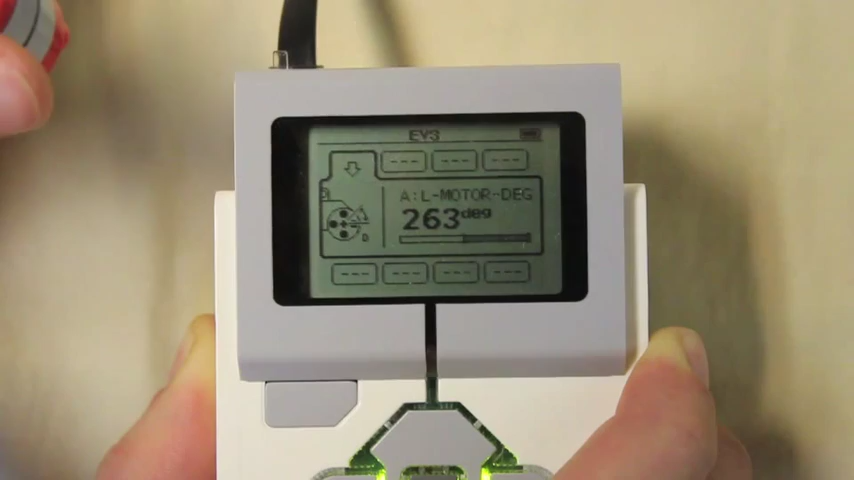 EV3
--- --- ---
A:L-MOTOR-DEG
263deg
--- --- --- ---